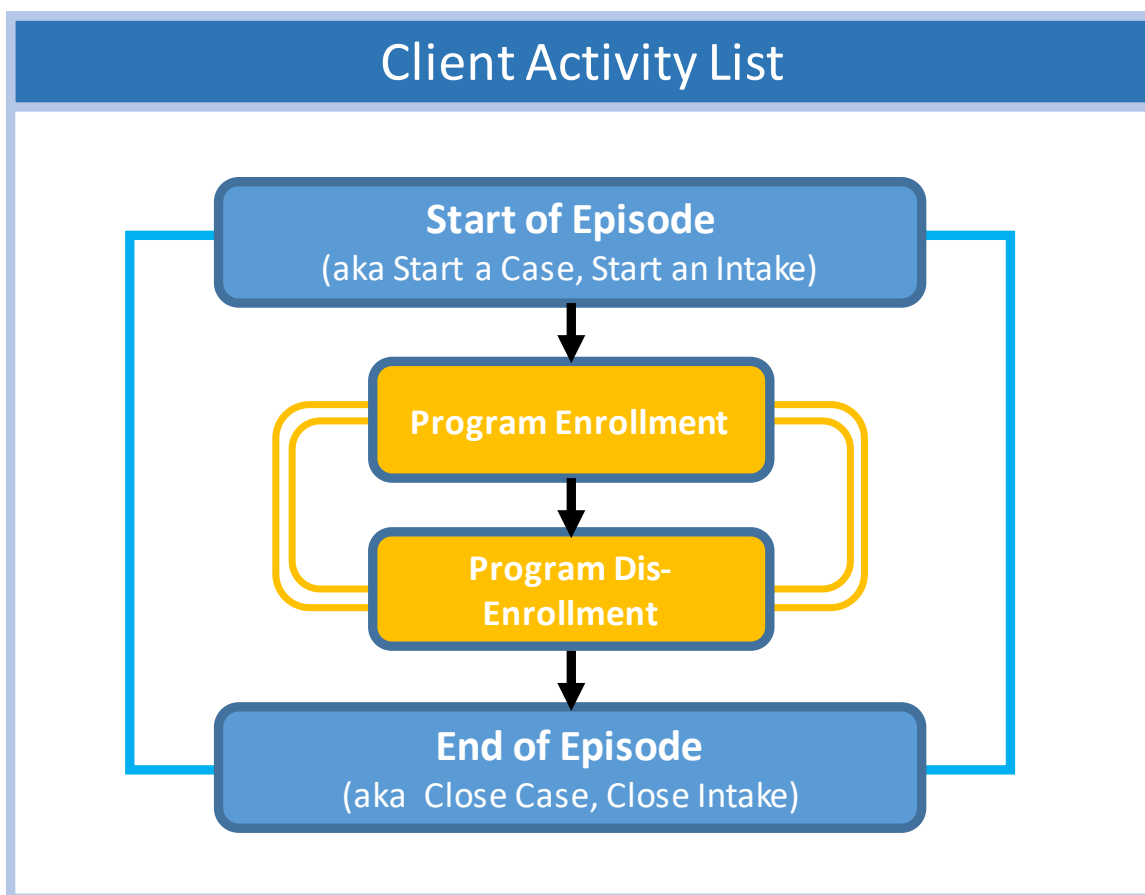 Client Activity List
Start of Episode
(aka Start a Case, Start an Intake)
Program Enrollment
Program Dis-
Enrollment
End of Episode
(aka  Close Case, Close Intake)